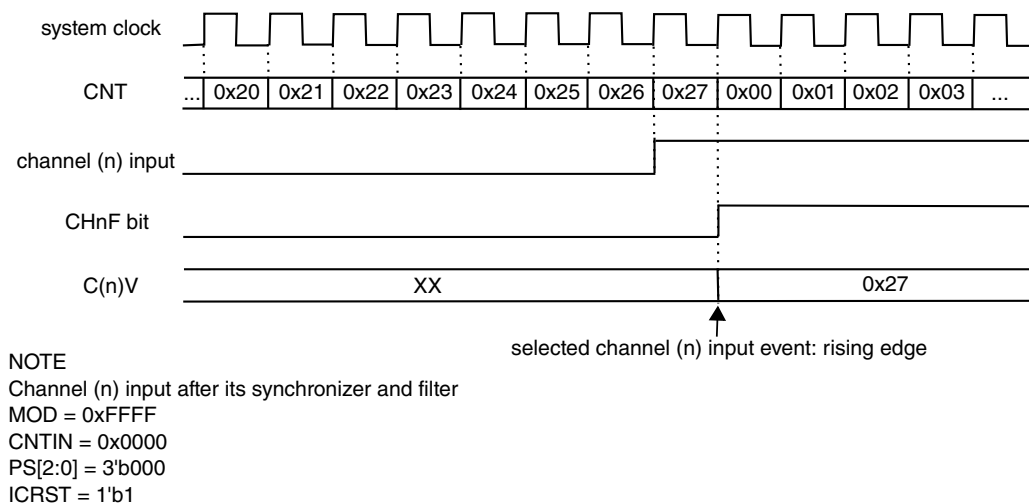 system clock
CNT ... 0x20 0x21 0x22 0x23 0x24 0x25 0x26 0x27 0x00 0x01 0x02 0x03 ...
channel (n) input
CHnF bit
C(n)V XX 0x27
selected channel (n) input event: rising edge
NOTE
Channel (n) input after its synchronizer and filter
MOD = 0xFFFF
CNTIN = 0x0000
PS[2:0] = 3'b000
ICRST = 1'b1